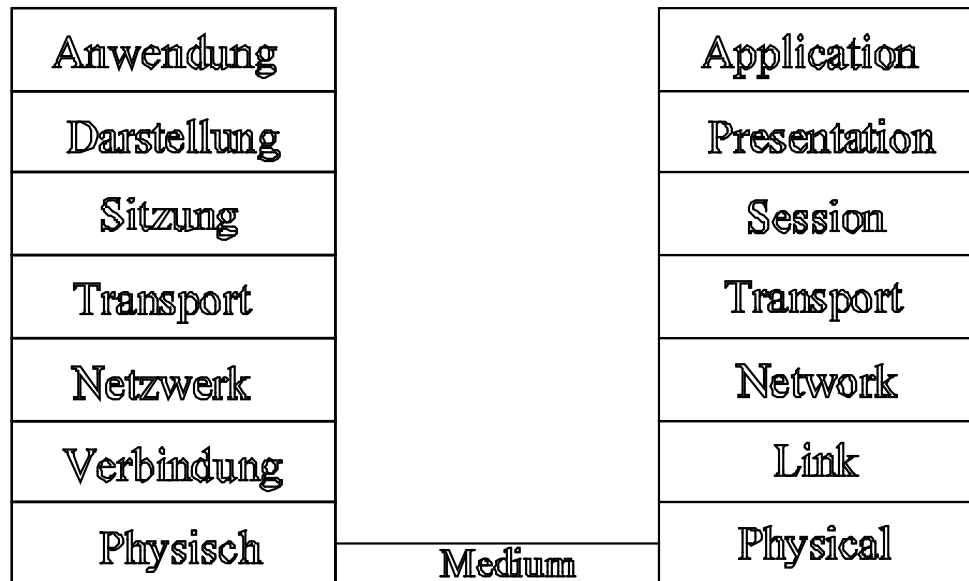 Anwendung
Darstellung
Sitzung
Transport
Netzwerk
Verbindung
Physisch
Medium
Application
Presentation
Session
Transport
Network
Link
Physical